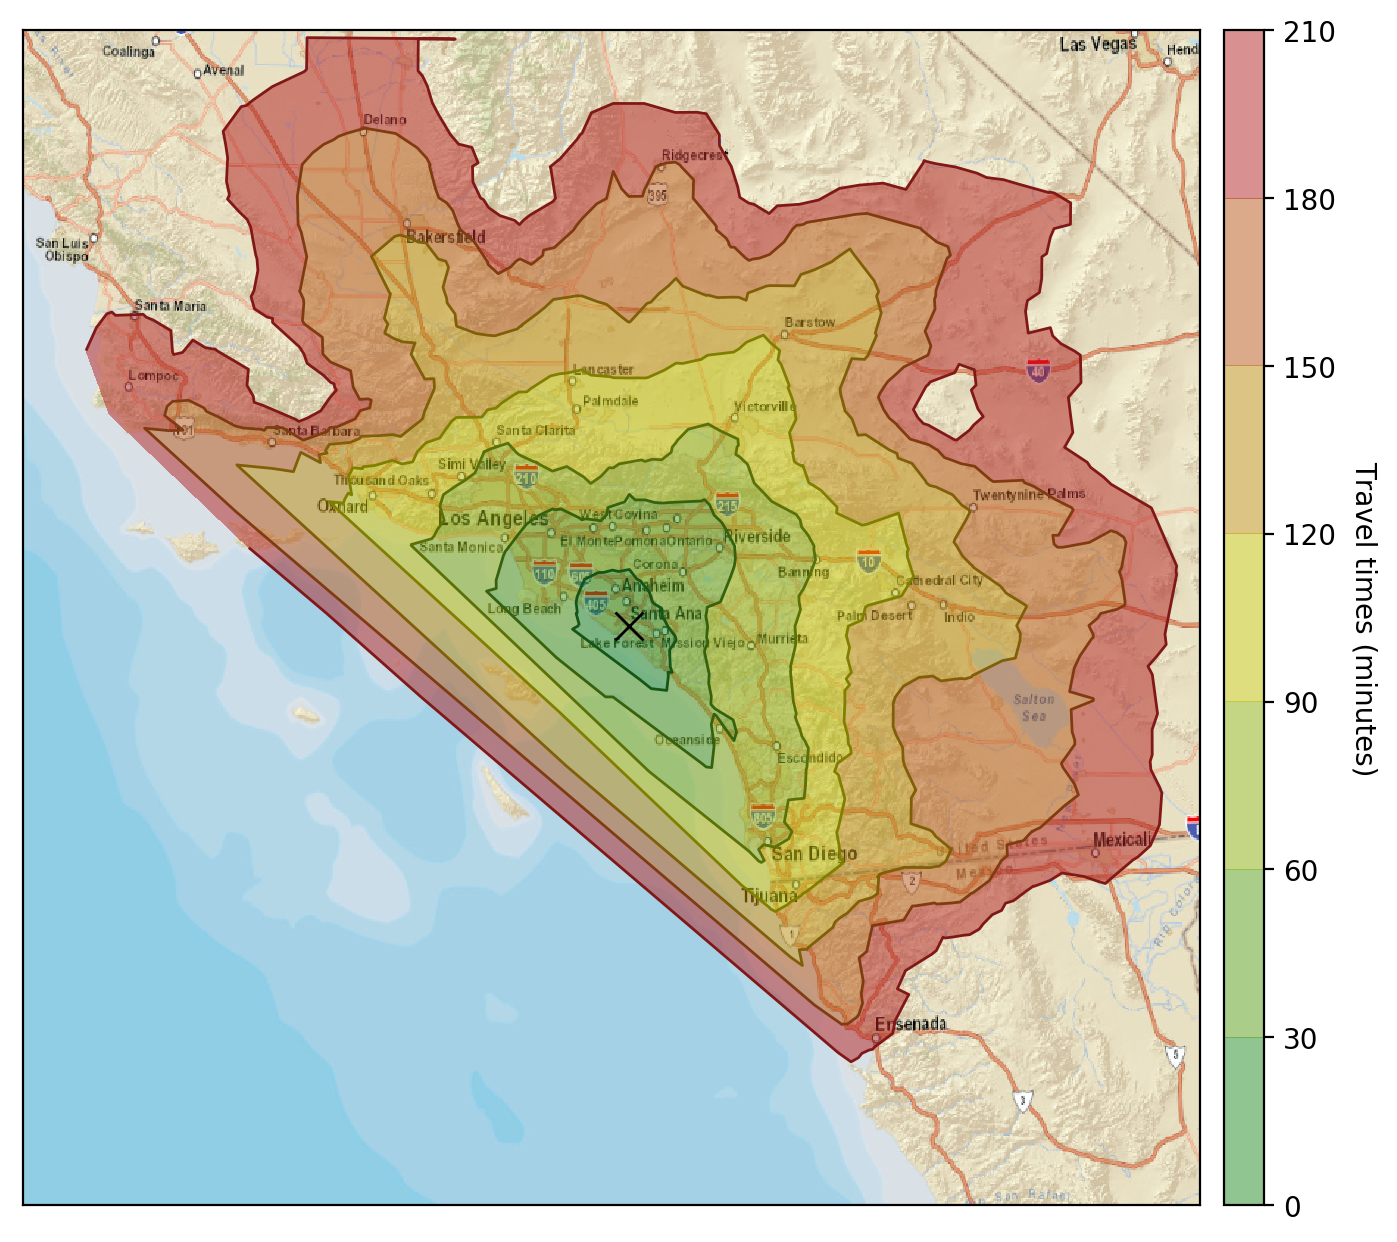 Las Vegas
Hend
Coalinga
Avenal
Delano
Ridgecrest
395
Bakersfield
San Luis
Obispo
Santa Maria
Barstow
40
Lompoc
Lancaster
Palmdale
Victorville
101
Santa Barbara
Santa Clarita
Simi Valley
210
Thousand Oaks
Oxnard
Twentynine Palms
215
Los Angeles
West Covina
Riverside
Santa Monica
El Monte
Pomona
Ontario
Corona
Banning
10
110
605
Anaheim
Cathedral City
405
Long Beach
Santa Ana
Palm Desert
Indio
Lake Forest
Mission Viejo
Murrieta
Salton
Sea
Oceanside
Escondido
805
San Diego
United States
Mexico
Mexicali
2
Tijuana
1
Rio Colora
Ensenada
5
3
San Rafael
210
180
150
120
90
60
30
0
Travel times (minutes)